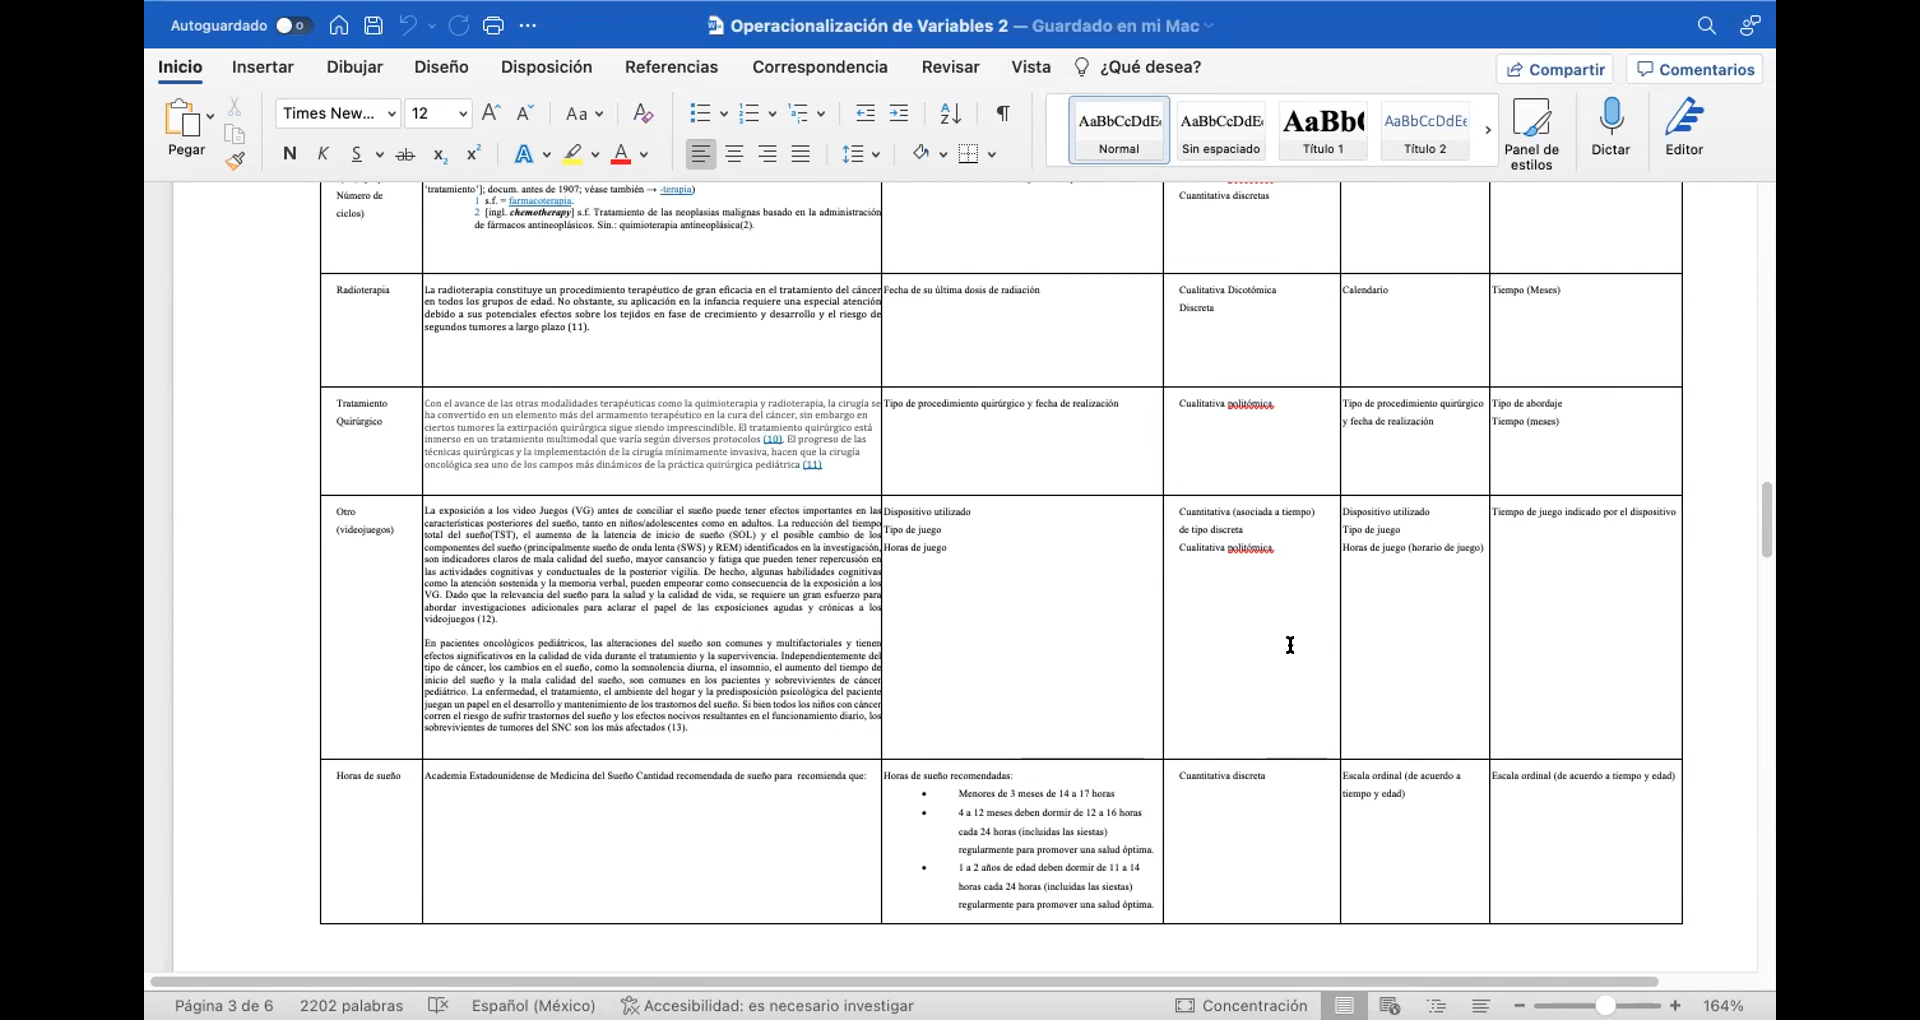 Autoguardado
Operacionalización de Variables 2 — Guardado en mi Mac
Inicio Insertar Dibujar Diseño Disposición Referencias Correspondencia Revisar Vista ¿Qué desea? Compartir Comentarios
Pegar
Times New... 12
Aa
N K S ab x₂ x² A A
AaBbCcDdEe AaBbCcDdEe AaBbC AaBbCcDdEe
Normal Sin espaciado Título 1 Título 2
Panel de estilos
Dictar
Editor
Número de
ciclos)
'tratamiento']; docum. antes de 1907; véase también → -terapia)
1 s.f. = farmacoterapia.
2 [ingl. chemotherapy] s.f. Tratamiento de las neoplasias malignas basado en la administración
de fármacos antineoplásicos. Sin.: quimioterapia antineoplásica(2).
Cuantitativa discretas
Radioterapia
La radioterapia constituye un procedimiento terapéutico de gran eficacia en el tratamiento del cáncer
en todos los grupos de edad. No obstante, su aplicación en la infancia requiere una especial atención
debido a sus potenciales efectos sobre los tejidos en fase de crecimiento y desarrollo y el riesgo de
segundos tumores a largo plazo (11).
Fecha de su última dosis de radiación
Cualitativa Dicotómica
Discreta
Calendario
Tiempo (Meses)
Tratamiento
Quirúrgico
Con el avance de las otras modalidades terapéuticas como la quimioterapia y radioterapia, la cirugía se
ha convertido en un elemento más del armamento terapéutico en la cura del cáncer, sin embargo en
ciertos tumores la extirpación quirúrgica sigue siendo imprescindible. El tratamiento quirúrgico está
inmerso en un tratamiento multimodal que varía según diversos protocolos (10). El progreso de las
técnicas quirúrgicas y la implementación de la cirugía mínimamente invasiva, hacen que la cirugía
oncológica sea uno de los campos más dinámicos de la práctica quirúrgica pediátrica (11)
Tipo de procedimiento quirúrgico y fecha de realización
Cualitativa politómica
Tipo de procedimiento quirúrgico
y fecha de realización
Tipo de abordaje
Tiempo (meses)
Otro
(videojuegos)
La exposición a los video Juegos (VG) antes de conciliar el sueño puede tener efectos importantes en las
características posteriores del sueño, tanto en niños/adolescentes como en adultos. La reducción del tiempo
total del sueño(TST), el aumento de la latencia de inicio de sueño (SOL) y el posible cambio de los
componentes del sueño (principalmente sueño de onda lenta (SWS) y REM) identificados en la investigación,
son indicadores claros de mala calidad del sueño, mayor cansancio y fatiga que pueden tener repercusión en
las actividades cognitivas y conductuales de la posterior vigilia. De hecho, algunas habilidades cognitivas
como la atención sostenida y la memoria verbal, pueden empeorar como consecuencia de la exposición a los
VG. Dado que la relevancia del sueño para la salud y la calidad de vida, se requiere un gran esfuerzo para
abordar investigaciones adicionales para aclarar el papel de las exposiciones agudas y crónicas a los
videojuegos (12).
En pacientes oncológicos pediátricos, las alteraciones del sueño son comunes y multifactoriales y tienen
efectos significativos en la calidad de vida durante el tratamiento y la supervivencia. Independientemente del
tipo de cáncer, los cambios en el sueño, como la somnolencia diurna, el insomnio, el aumento del tiempo de
inicio del sueño y la mala calidad del sueño, son comunes en los pacientes y sobrevivientes de cáncer
pediátrico. La enfermedad, el tratamiento, el ambiente del hogar y la predisposición psicológica del paciente
juegan un papel en el desarrollo y mantenimiento de los trastornos del sueño. Si bien todos los niños con cáncer
corren el riesgo de sufrir trastornos del sueño y los efectos nocivos resultantes en el funcionamiento diario, los
sobrevivientes de tumores del SNC son los más afectados (13).
Dispositivo utilizado
Tipo de juego
Horas de juego
Cuantitativa (asociada a tiempo)
de tipo discreta
Cualitativa politómica
Dispositivo utilizado
Tipo de juego
Horas de juego (horario de juego)
Tiempo de juego indicado por el dispositivo
Horas de sueño
Academia Estadounidense de Medicina del Sueño Cantidad recomendada de sueño para recomienda que:
Horas de sueño recomendadas:
• Menores de 3 meses de 14 a 17 horas
• 4 a 12 meses deben dormir de 12 a 16 horas
cada 24 horas (incluidas las siestas)
regularmente para promover una salud óptima.
• 1 a 2 años de edad deben dormir de 11 a 14
horas cada 24 horas (incluidas las siestas)
regularmente para promover una salud óptima.
Cuantitativa discreta
Escala ordinal (de acuerdo a
tiempo y edad)
Escala ordinal (de acuerdo a tiempo y edad)
Página 3 de 6 2202 palabras Español (México) Accesibilidad: es necesario investigar Concentración 164%